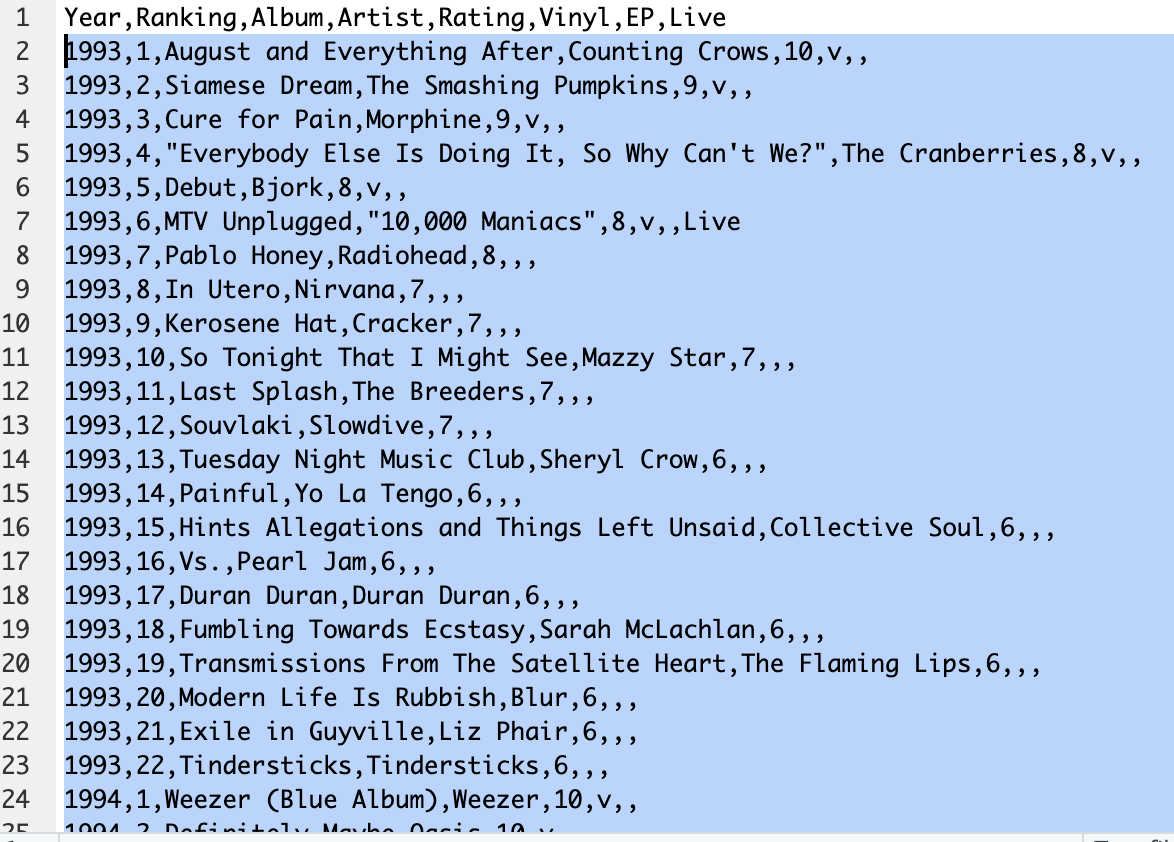 1 Year,Ranking,Album,Artist,Rating,Vinyl,EP,Live
2 1993,1,August and Everything After,Counting Crows,10,v,,
3 1993,2,Siamese Dream,The Smashing Pumpkins,9,v,,
4 1993,3,Cure for Pain,Morphine,9,v,,
5 1993,4,"Everybody Else Is Doing It, So Why Can't We?",The Cranberries,8,v,,
6 1993,5,Debut,Bjork,8,v,,
7 1993,6,MTV Unplugged,"10,000 Maniacs",8,v,,Live
8 1993,7,Pablo Honey,Radiohead,8,,,
9 1993,8,In Utero,Nirvana,7,,,
10 1993,9,Kerosene Hat,Cracker,7,,,
11 1993,10,So Tonight That I Might See,Mazzy Star,7,,,
12 1993,11,Last Splash,The Breeders,7,,,
13 1993,12,Souvlaki,Slowdive,7,,,
14 1993,13,Tuesday Night Music Club,Sheryl Crow,6,,,
15 1993,14,Painful,Yo La Tengo,6,,,
16 1993,15,Hints Allegations and Things Left Unsaid,Collective Soul,6,,,
17 1993,16,Vs.,Pearl Jam,6,,,
18 1993,17,Duran Duran,Duran Duran,6,,,
19 1993,18,Fumbling Towards Ecstasy,Sarah McLachlan,6,,,
20 1993,19,Transmissions From The Satellite Heart,The Flaming Lips,6,,,
21 1993,20,Modern Life Is Rubbish,Blur,6,,,
22 1993,21,Exile in Guyville,Liz Phair,6,,,
23 1993,22,Tindersticks,Tindersticks,6,,,
24 1994,1,Weezer (Blue Album),Weezer,10,v,,
25 1994,2,Definitely Maybe,Oasis,10,v